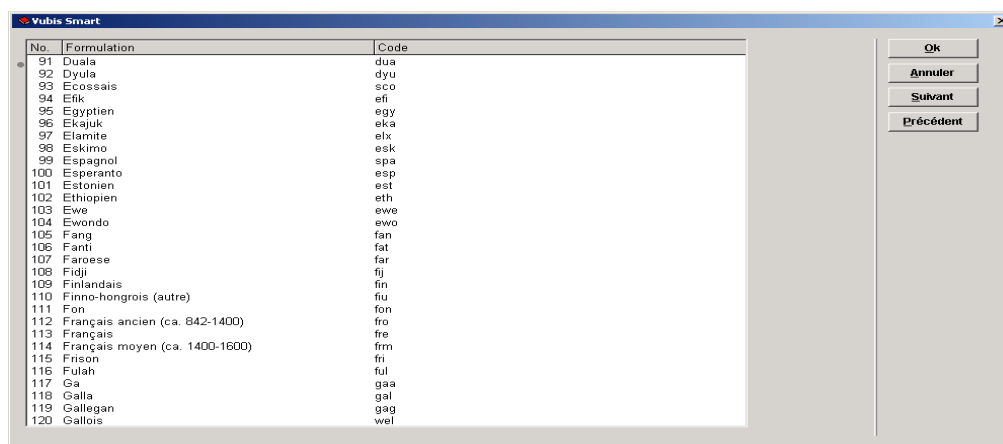 Vubis Smart
No. Formulation Code
91 Duala dua
92 Dyula dyu
93 Ecossais sco
94 Efik efi
95 Egyptien egy
96 Ekajuk eka
97 Elamite elx
98 Eskimo esk
99 Espagnol spa
100 Esperanto esp
101 Estonien est
102 Ethiopien eth
103 Ewe ewe
104 Ewondo ewo
105 Fang fan
106 Fanti fat
107 Faroese far
108 Fidji fij
109 Finlandais fin
110 Finno-hongrois (autre) fiu
111 Fon fon
112 Français ancien (ca. 842-1400) fro
113 Français fre
114 Français moyen (ca. 1400-1600) frm
115 Frison fri
116 Fulah ful
117 Ga gaa
118 Galla gal
119 Gallegan gag
120 Gallois wel
Ok
Annuler
Suivant
Précédent